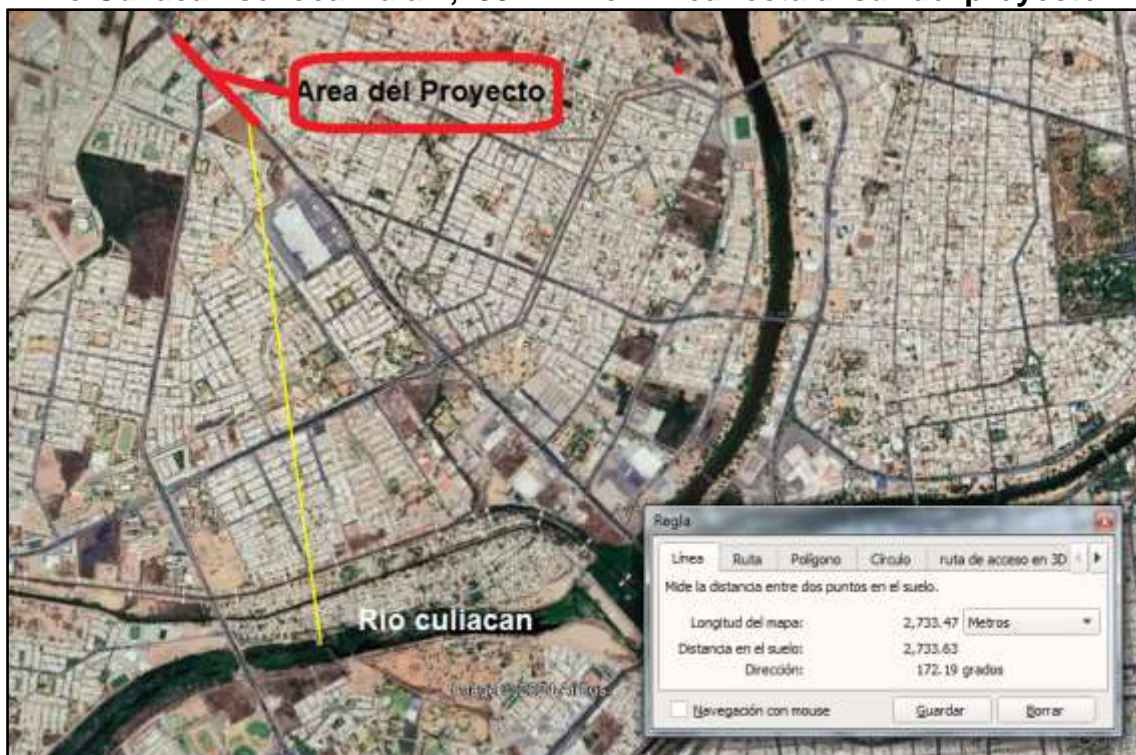 Area del Proyecto
Rio culiacan
Regla
Línea Ruta Polígono Círculo ruta de acceso en 3D
Mide la distancia entre dos puntos en el suelo.
Longitud del mapa: 2,733.47 Metros
Distancia en el suelo: 2,733.63
Dirección: 172.19 grados
Navegación con mouse Guardar Borrar